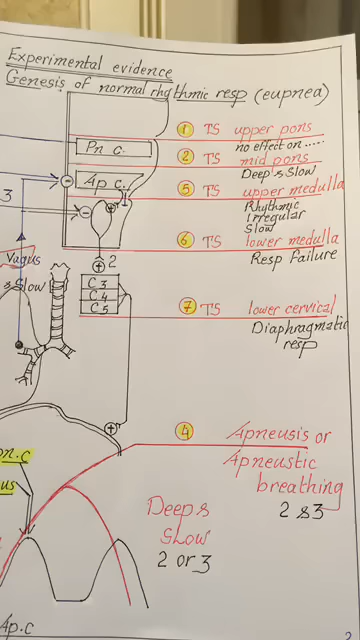 Experimental evidence
Genesis of normal rhythmic resp (eupnea)
① TS upper pons
no effect on .....
Pn c.
② TS mid pons
Deep & Slow
Ap c.
⑤ TS upper medulla
3
Rhythmic
Irregular
Slow
⑥ TS lower medulla
Resp Failure
Vagus
& Slow
2
C3
C4
C5
⑦ TS lower cervical
Diaphragmatic
resp
④ Apneusis or
Apneustic
breathing
2 & 3
Pn.c
us
Deep &
Slow
2 or 3
Ap.c